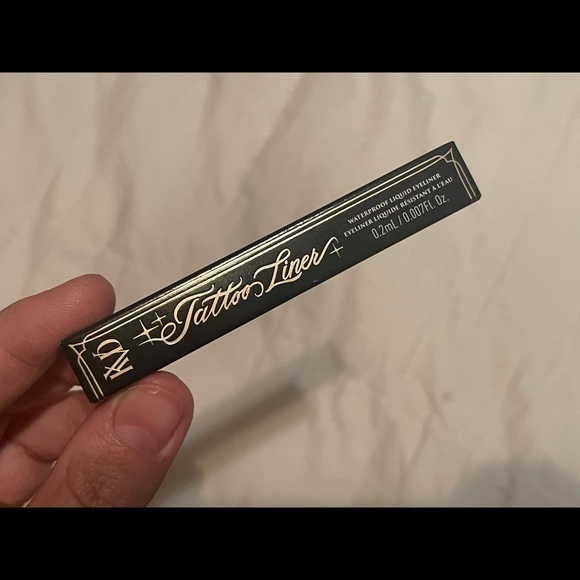 KVD
Tattoo Liner
WATERPROOF LIQUID EYELINER
EYELINER LIQUIDE RÉSISTANT À L'EAU
0.2mL / 0.007Fl. Oz.